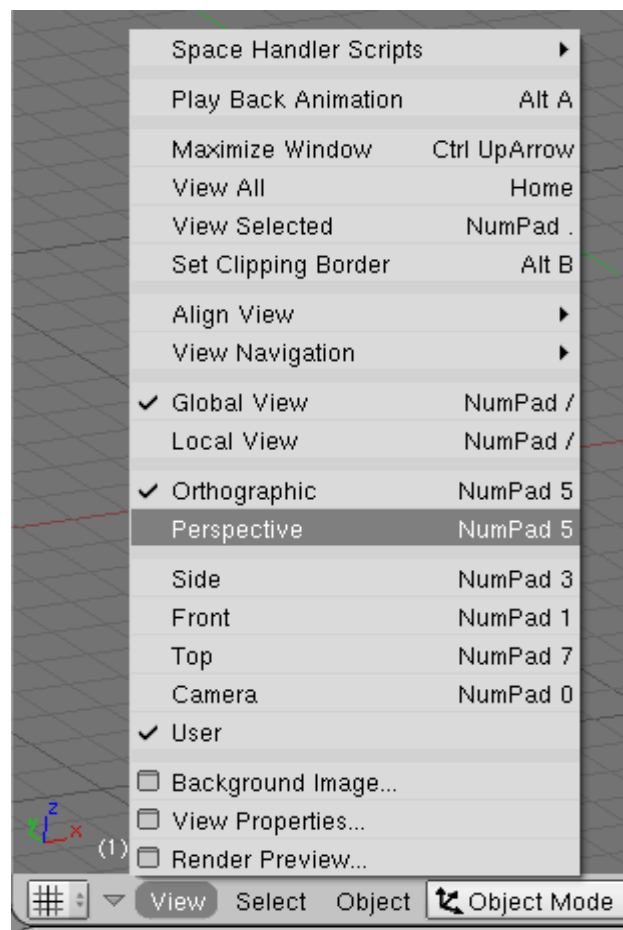 Space Handler Scripts
Play Back Animation Alt A
Maximize Window Ctrl UpArrow
View All Home
View Selected NumPad .
Set Clipping Border Alt B
Align View
View Navigation
Global View NumPad /
Local View NumPad /
Orthographic NumPad 5
Perspective NumPad 5
Side NumPad 3
Front NumPad 1
Top NumPad 7
Camera NumPad 0
User
Background Image...
View Properties...
Render Preview...
z
y x
(1)
View Select Object Object Mode